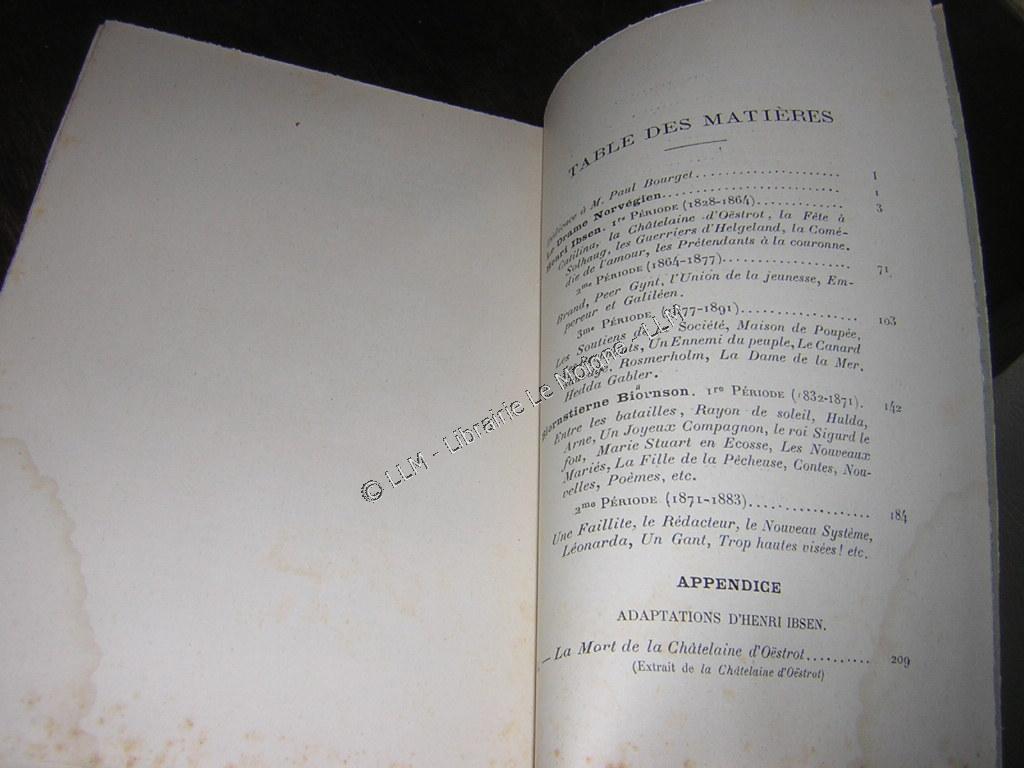 TABLE DES MATIÈRES
Dédicace à M. Paul Bourget.................... I
Le Drame Norvégien........................ 1
Henri Ibsen. 1re PÉRIODE (1828-1864)............. 3
Catilina, la Châtelaine d'Oëstrot, la Fête à
Solhaug, les Guerriers d'Helgeland, la Comé-
die de l'amour, les Prétendants à la couronne.
2me PÉRIODE (1864-1877)................... 71
Brand, Peer Gynt, l'Union de la jeunesse, Em-
pereur et Galiléen.
3me PÉRIODE (1877-1891)................. 103
Les Soutiens de la Société, Maison de Poupée,
Les Revenants, Un Ennemi du peuple, Le Canard
sauvage, Rosmerholm, La Dame de la Mer.
Hedda Gabler.
Bjornstierne Biornson. 1re PÉRIODE (1832-1871). 142
Entre les batailles, Rayon de soleil, Hulda,
Arne, Un Joyeux Compagnon, le roi Sigurd le
fou, Marie Stuart en Ecosse, Les Nouveaux
Mariés, La Fille de la Pêcheuse, Contes, Nou-
velles, Poèmes, etc.
2me PÉRIODE (1871-1883)................. 184
Une Faillite, le Rédacteur, le Nouveau Système,
Léonarda, Un Gant, Trop hautes visées! etc.
APPENDICE
ADAPTATIONS D'HENRI IBSEN.
— La Mort de la Châtelaine d'Oëstrot.......... 209
(Extrait de la Châtelaine d'Oëstrot)
© LLM - Librairie Le Moigne - LLM